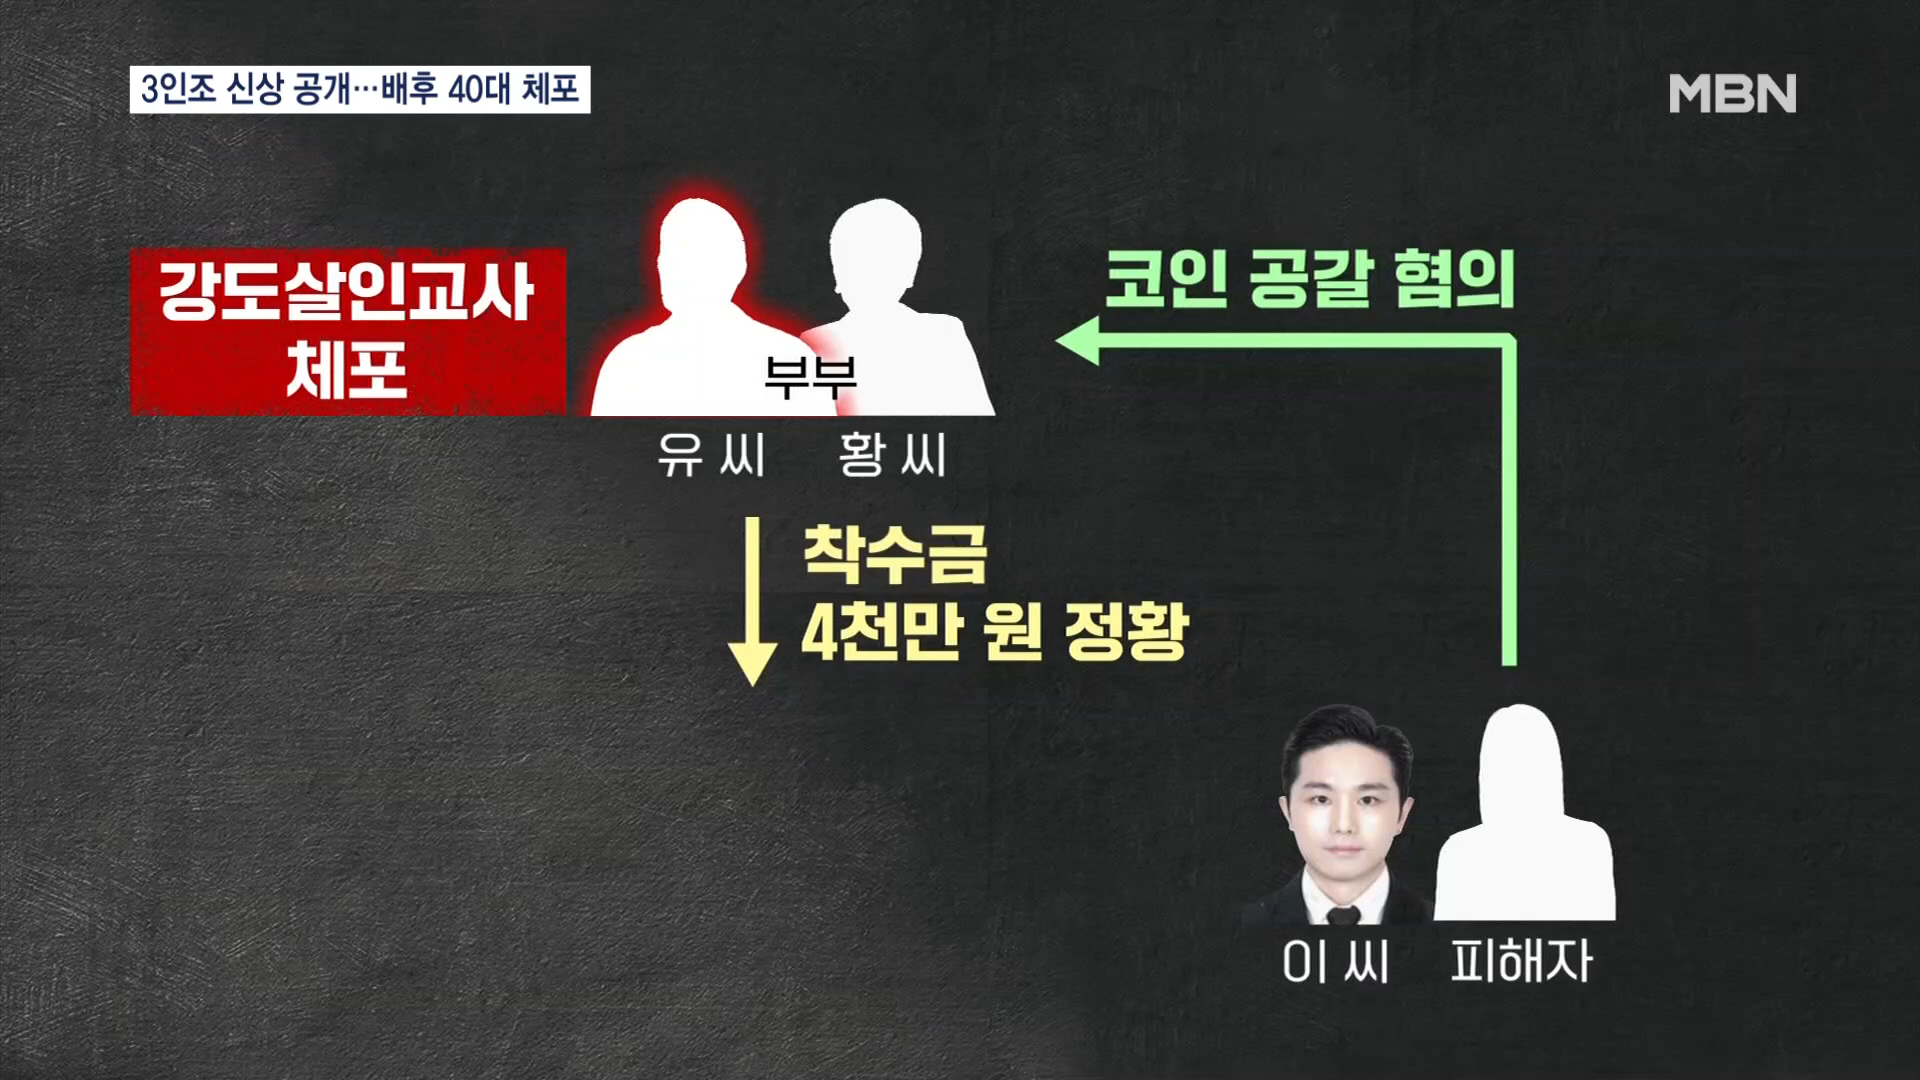 3인조 신상 공개…배후 40대 체포
MBN
강도살인교사
체포
부부
유 씨
황 씨
코인 공갈 혐의
착수금
4천만 원 정황
이 씨
피해자